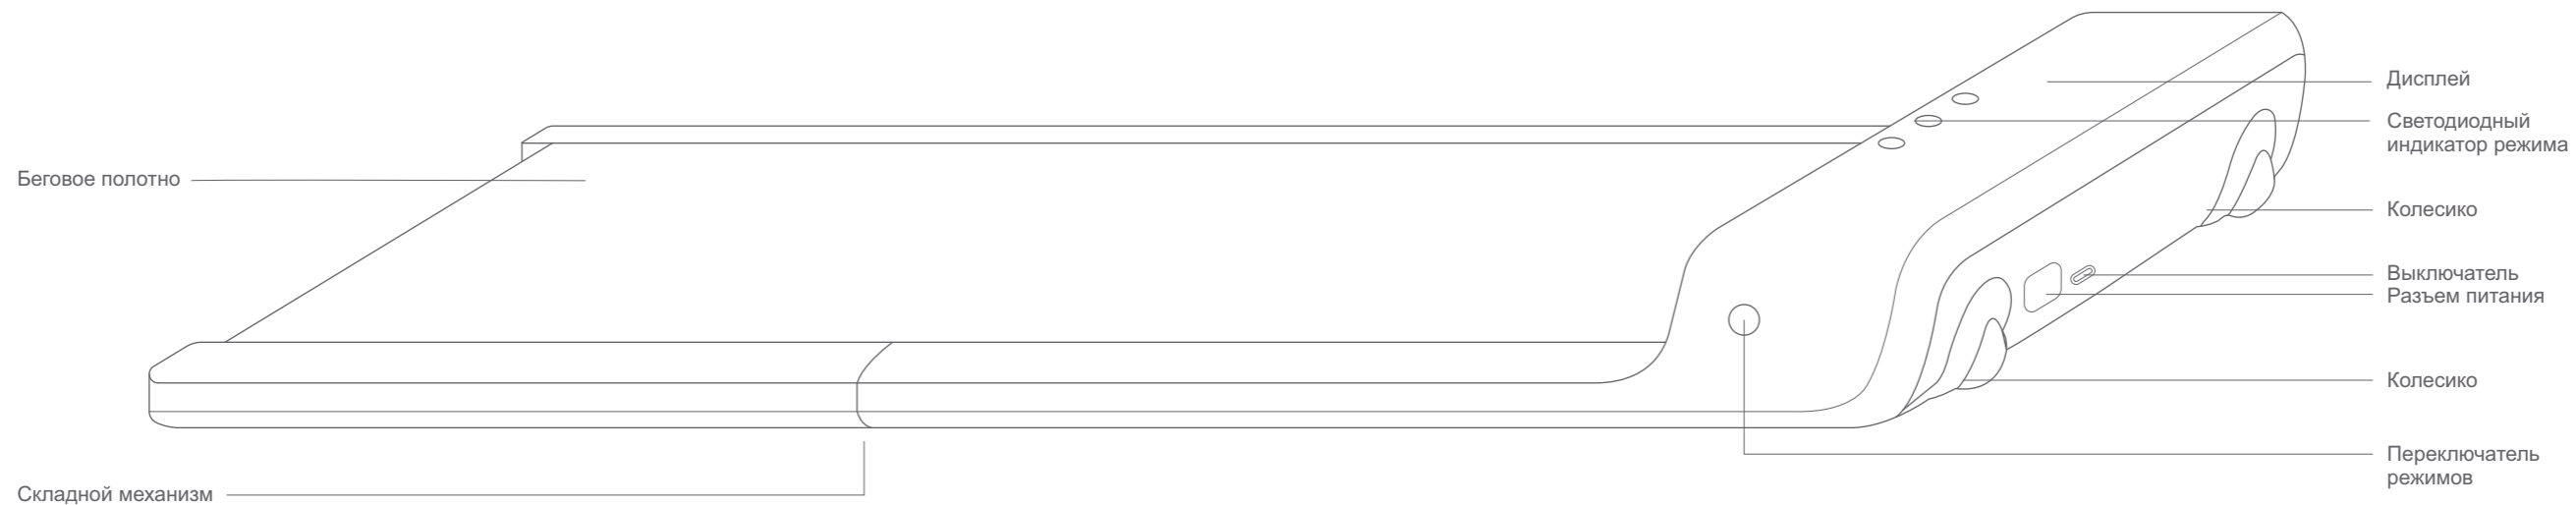 Беговое полотно
Складной механизм
Дисплей
Светодиодный
индикатор режима
Колесико
Выключатель
Разъем питания
Колесико
Переключатель
режимов